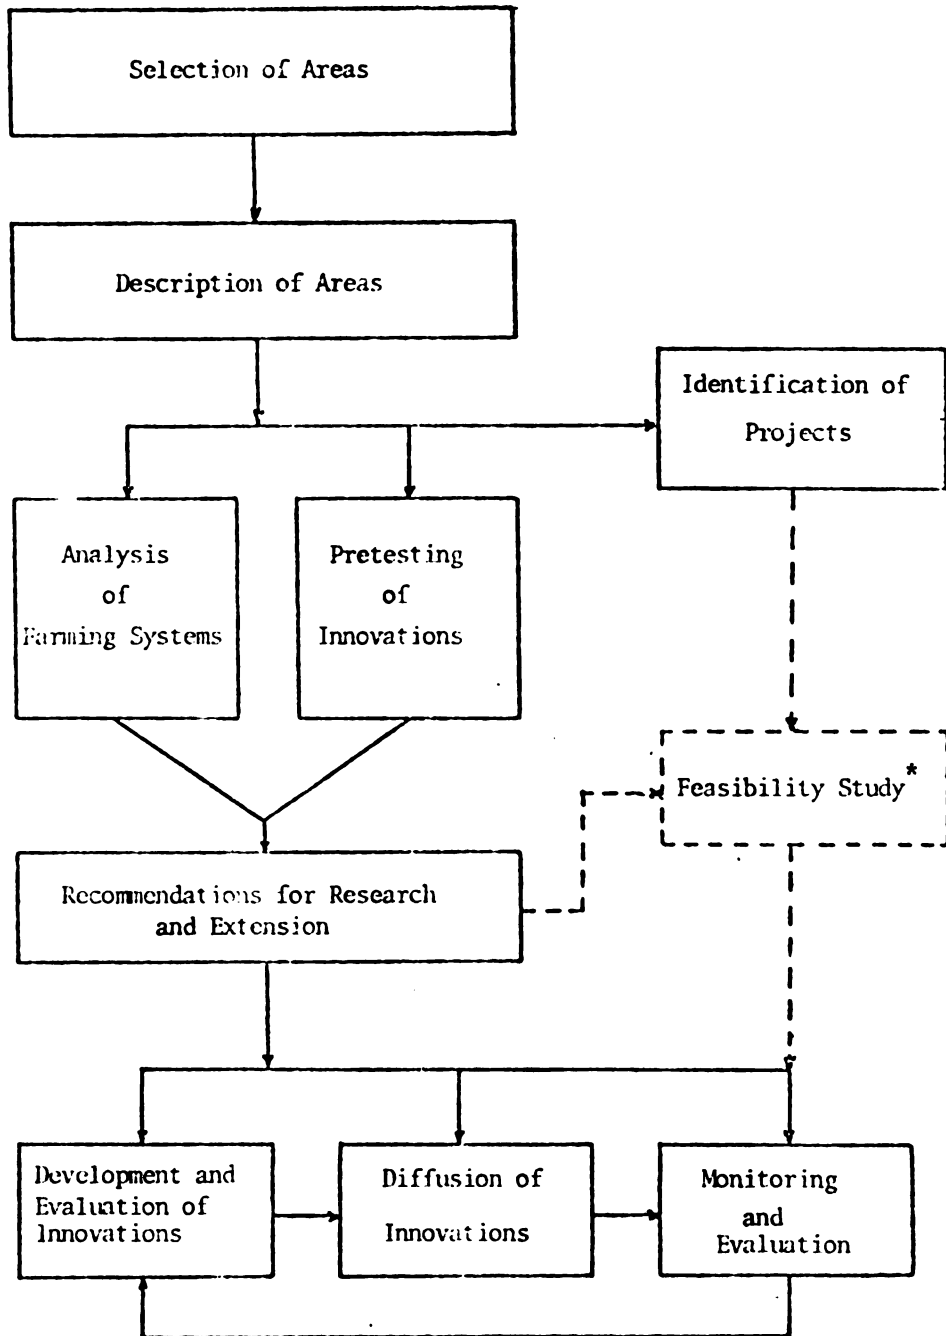 Selection of Areas
Description of Areas
Identification of
Projects
Analysis
of
Farming Systems
Pretesting
of
Innovations
Feasibility Study*
Recommendations for Research
and Extension
Development and
Evaluation of
Innovations
Diffusion of
Innovations
Monitoring
and
Evaluation